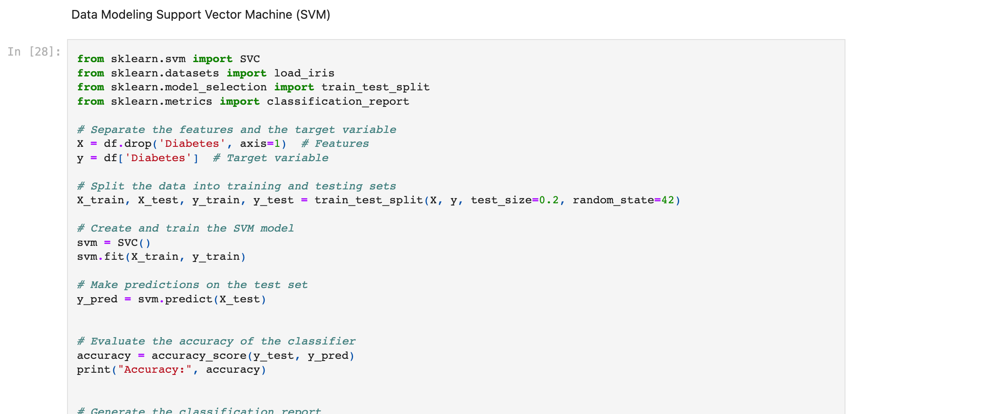 Data Modeling Support Vector Machine (SVM)
In [28]:
from sklearn.svm import SVC
from sklearn.datasets import load_iris
from sklearn.model_selection import train_test_split
from sklearn.metrics import classification_report
# Separate the features and the target variable
X = df.drop('Diabetes', axis=1)  # Features
y = df['Diabetes']  # Target variable
# Split the data into training and testing sets
X_train, X_test, y_train, y_test = train_test_split(X, y, test_size=0.2, random_state=42)
# Create and train the SVM model
svm = SVC()
svm.fit(X_train, y_train)
# Make predictions on the test set
y_pred = svm.predict(X_test)
# Evaluate the accuracy of the classifier
accuracy = accuracy_score(y_test, y_pred)
print("Accuracy:", accuracy)
# Generate the classification report